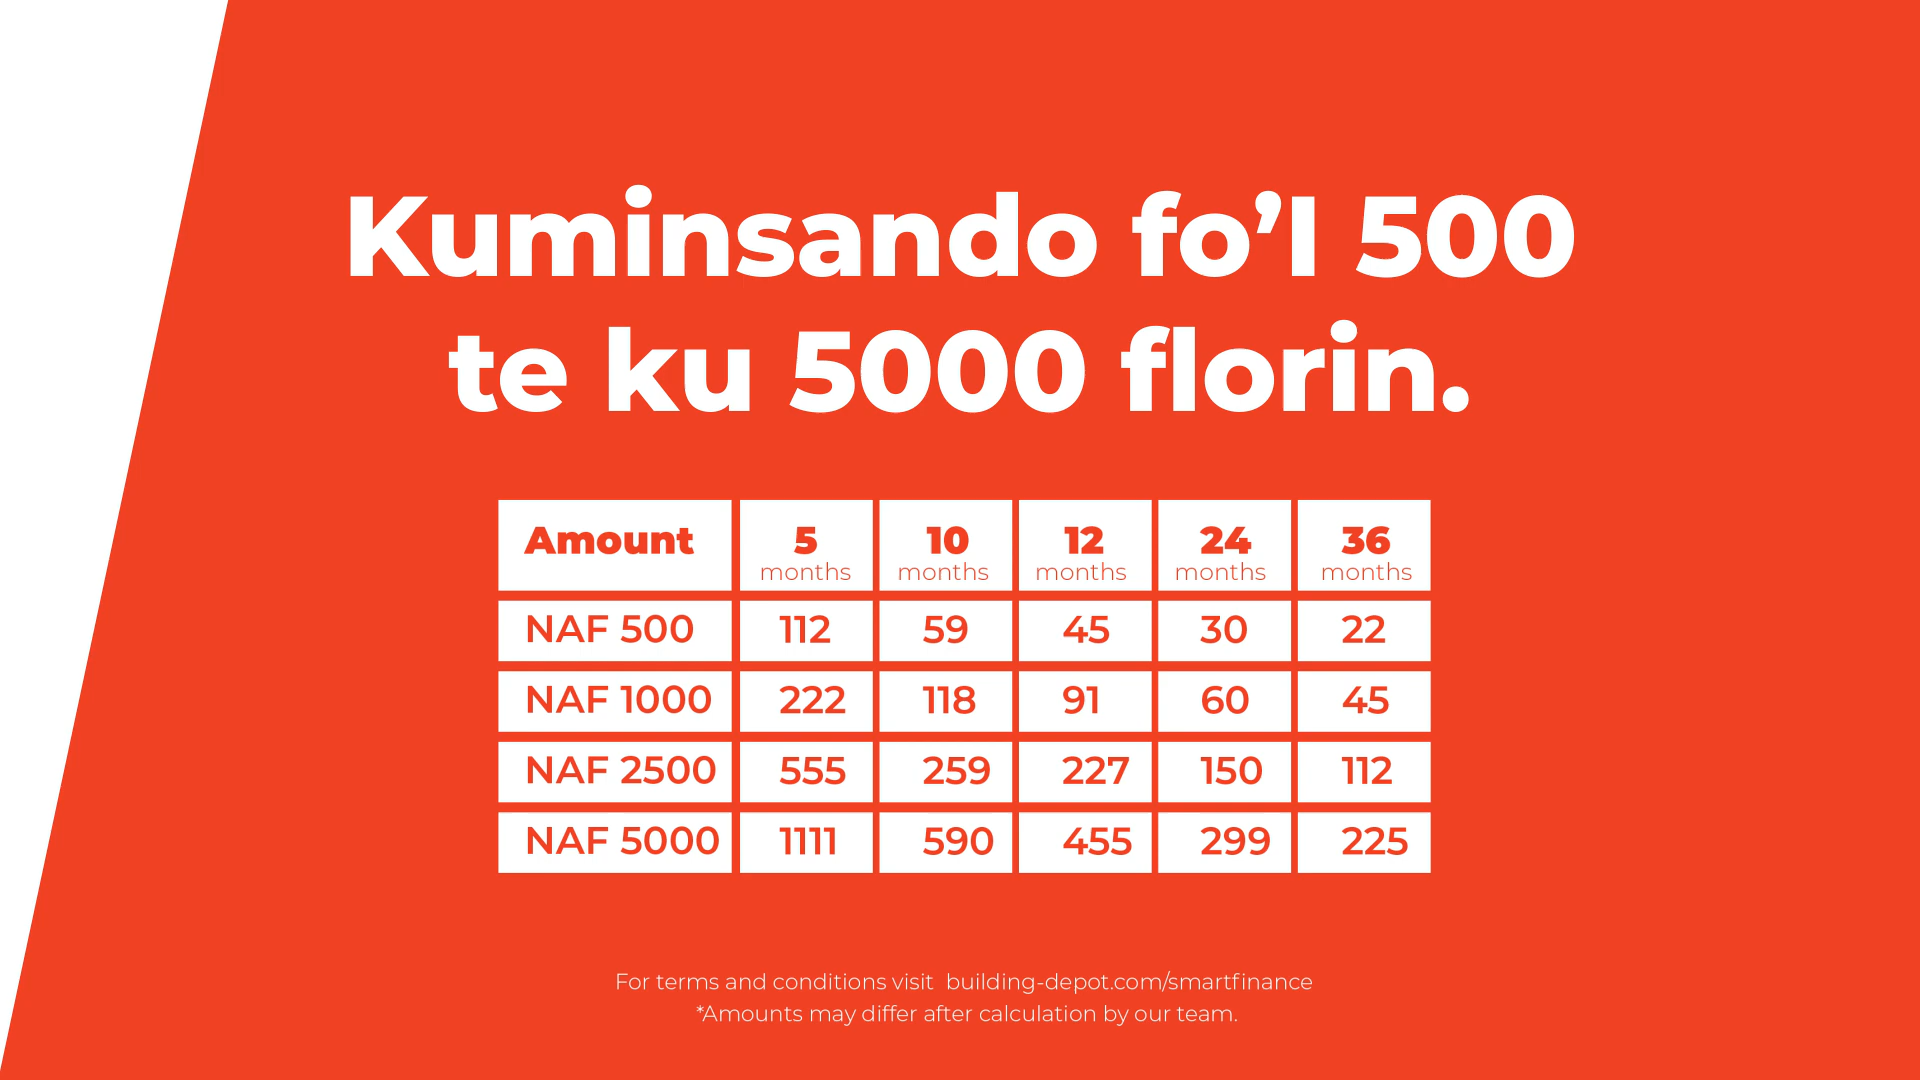 Kuminsando fo’I 500
te ku 5000 florin.
Amount 5 months 10 months 12 months 24 months 36 months
NAF 500 112 59 45 30 22
NAF 1000 222 118 91 60 45
NAF 2500 555 259 227 150 112
NAF 5000 1111 590 455 299 225
For terms and conditions visit building-depot.com/smartfinance
*Amounts may differ after calculation by our team.